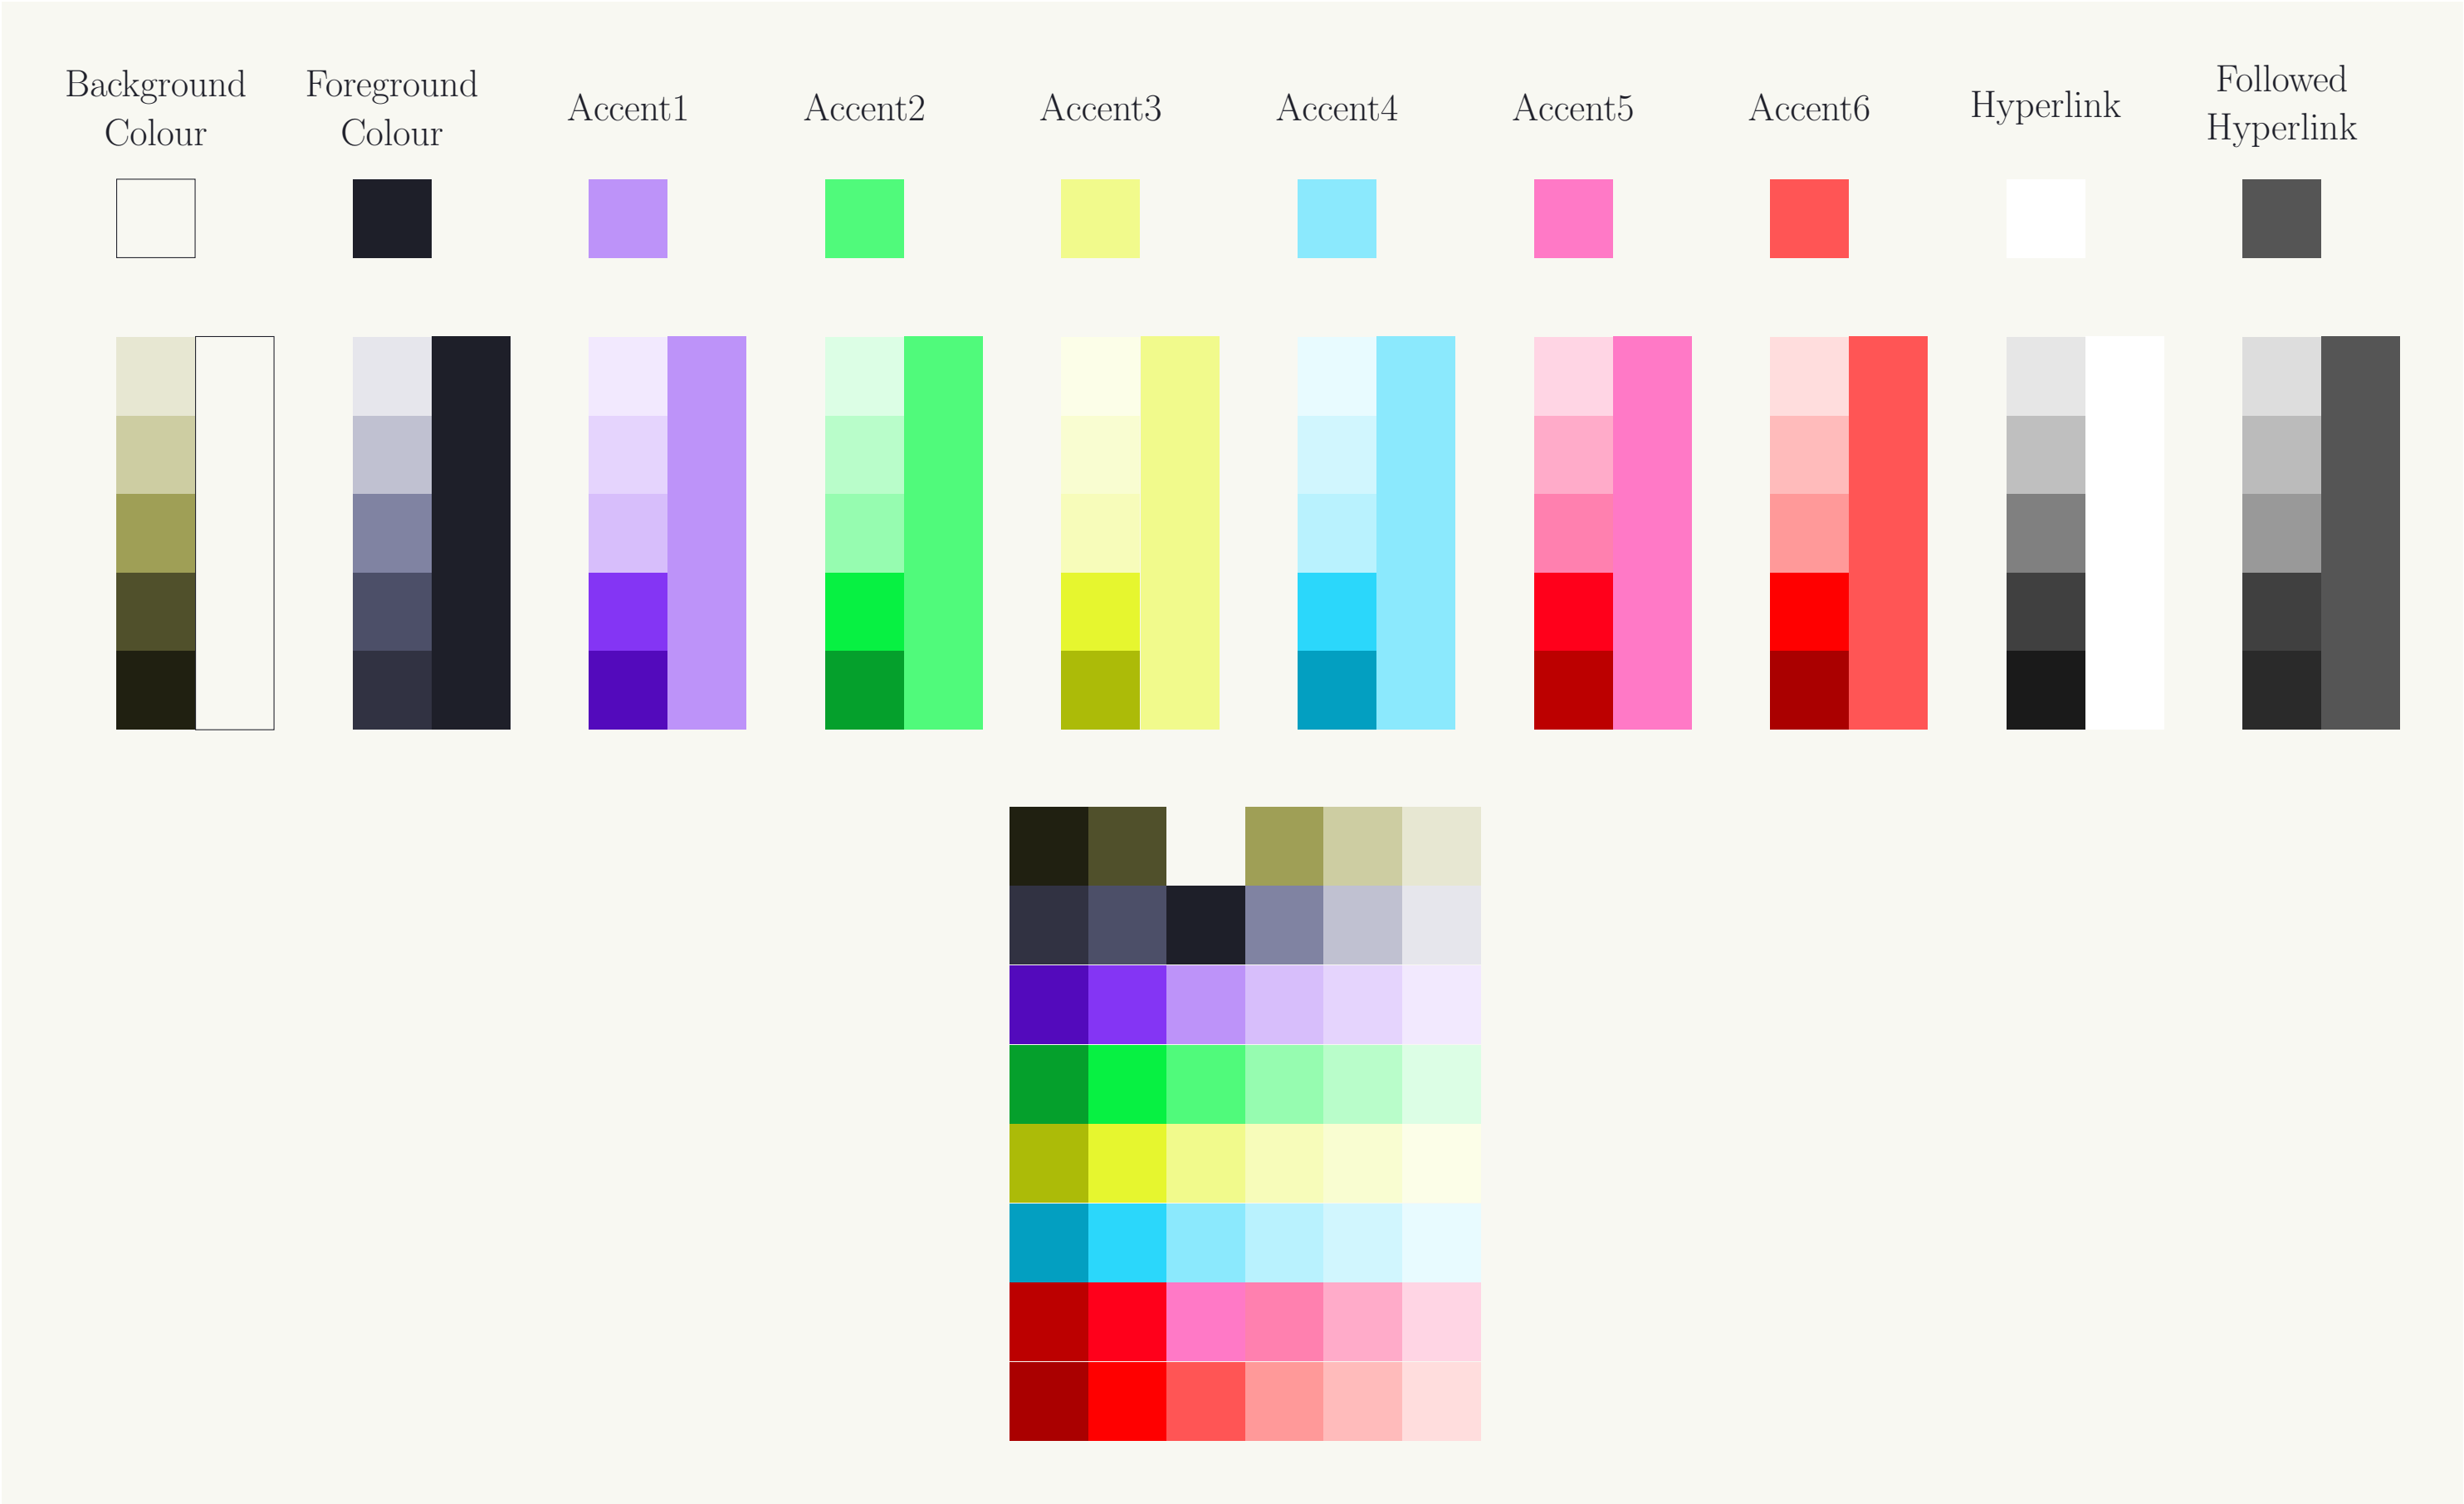 Background
Colour
Foreground
Colour
Accent1
Accent2
Accent3
Accent4
Accent5
Accent6
Hyperlink
Followed
Hyperlink